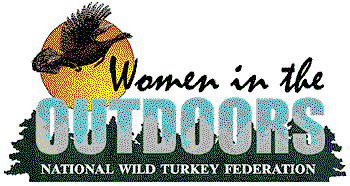 Women in the
OUTDOORS
NATIONAL WILD TURKEY FEDERATION